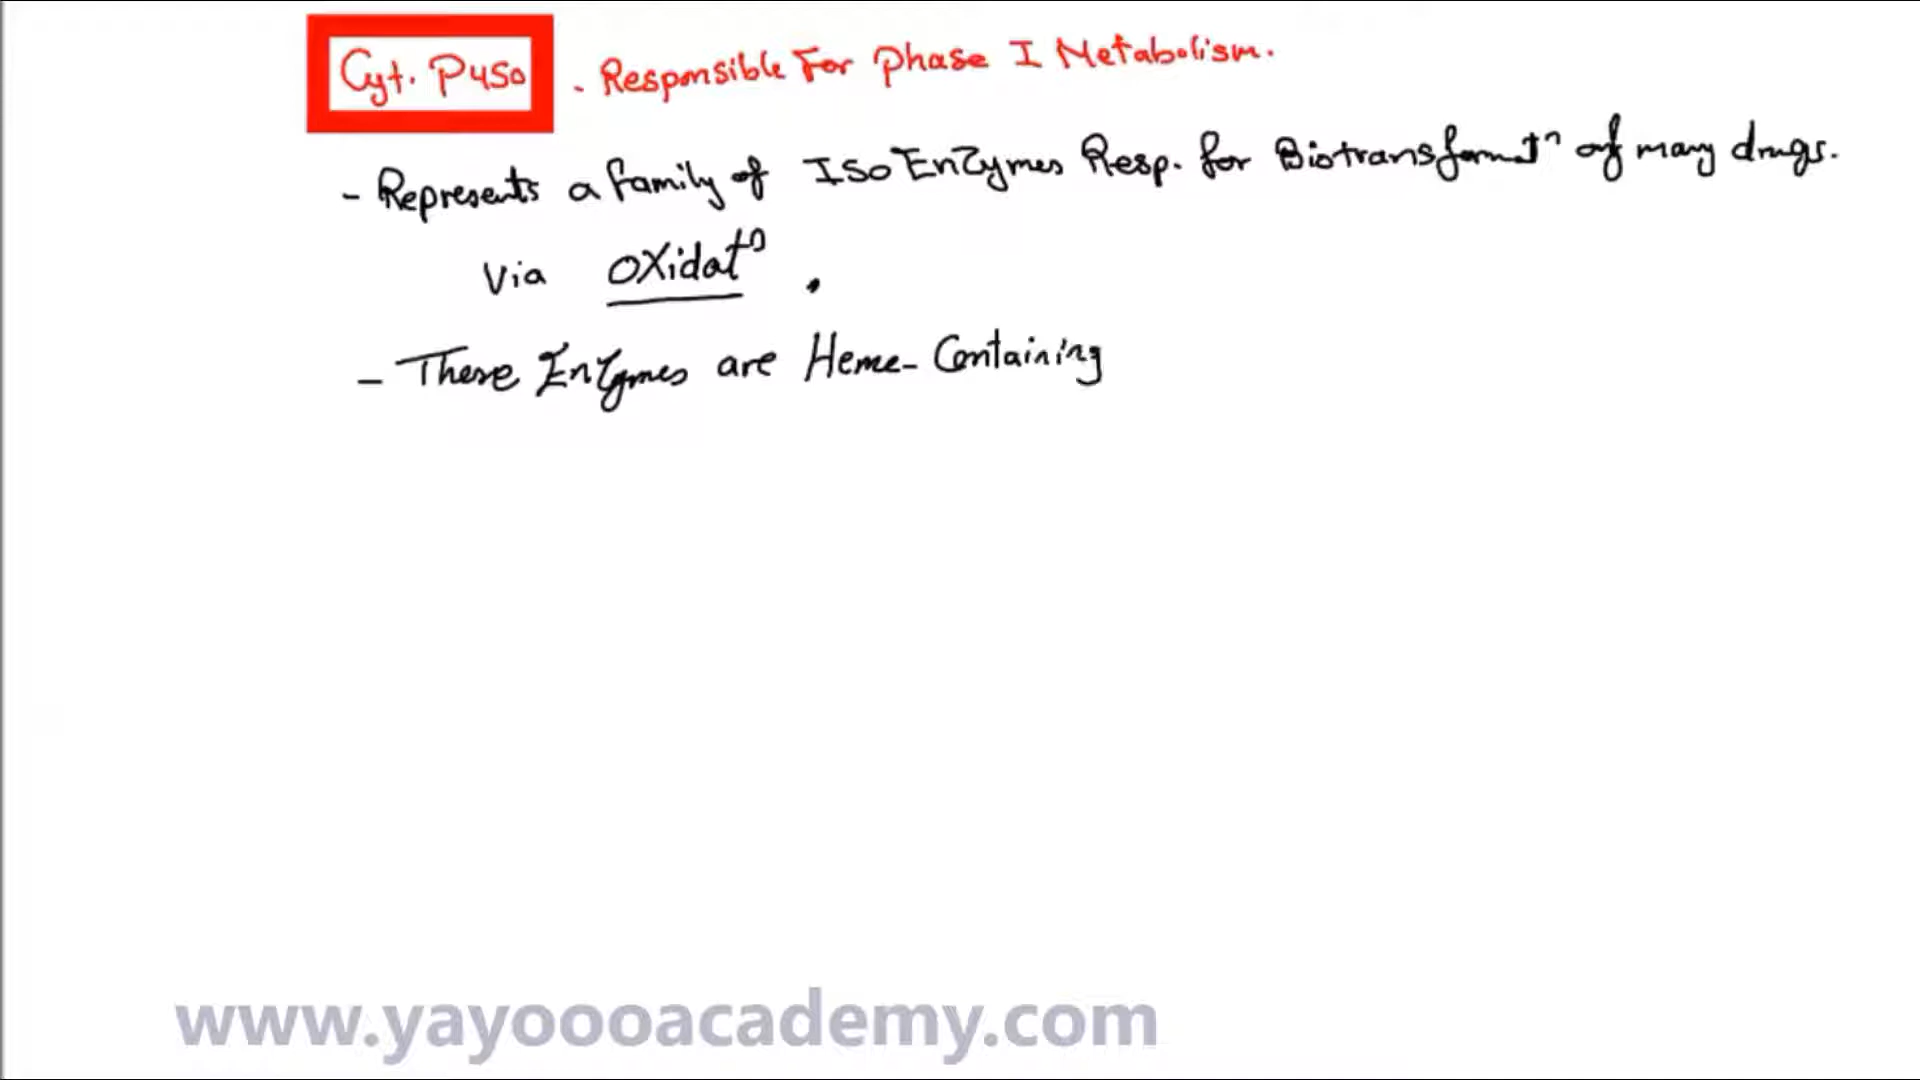 Cyt. P450 . Responsible For Phase I Metabolism.
- Represents a family of IsoEnzymes Resp. for Biotransformatⁿ of many drugs.
Via Oxidatⁿ .
- These Enzymes are Heme-Containing
www.yayoooacademy.com